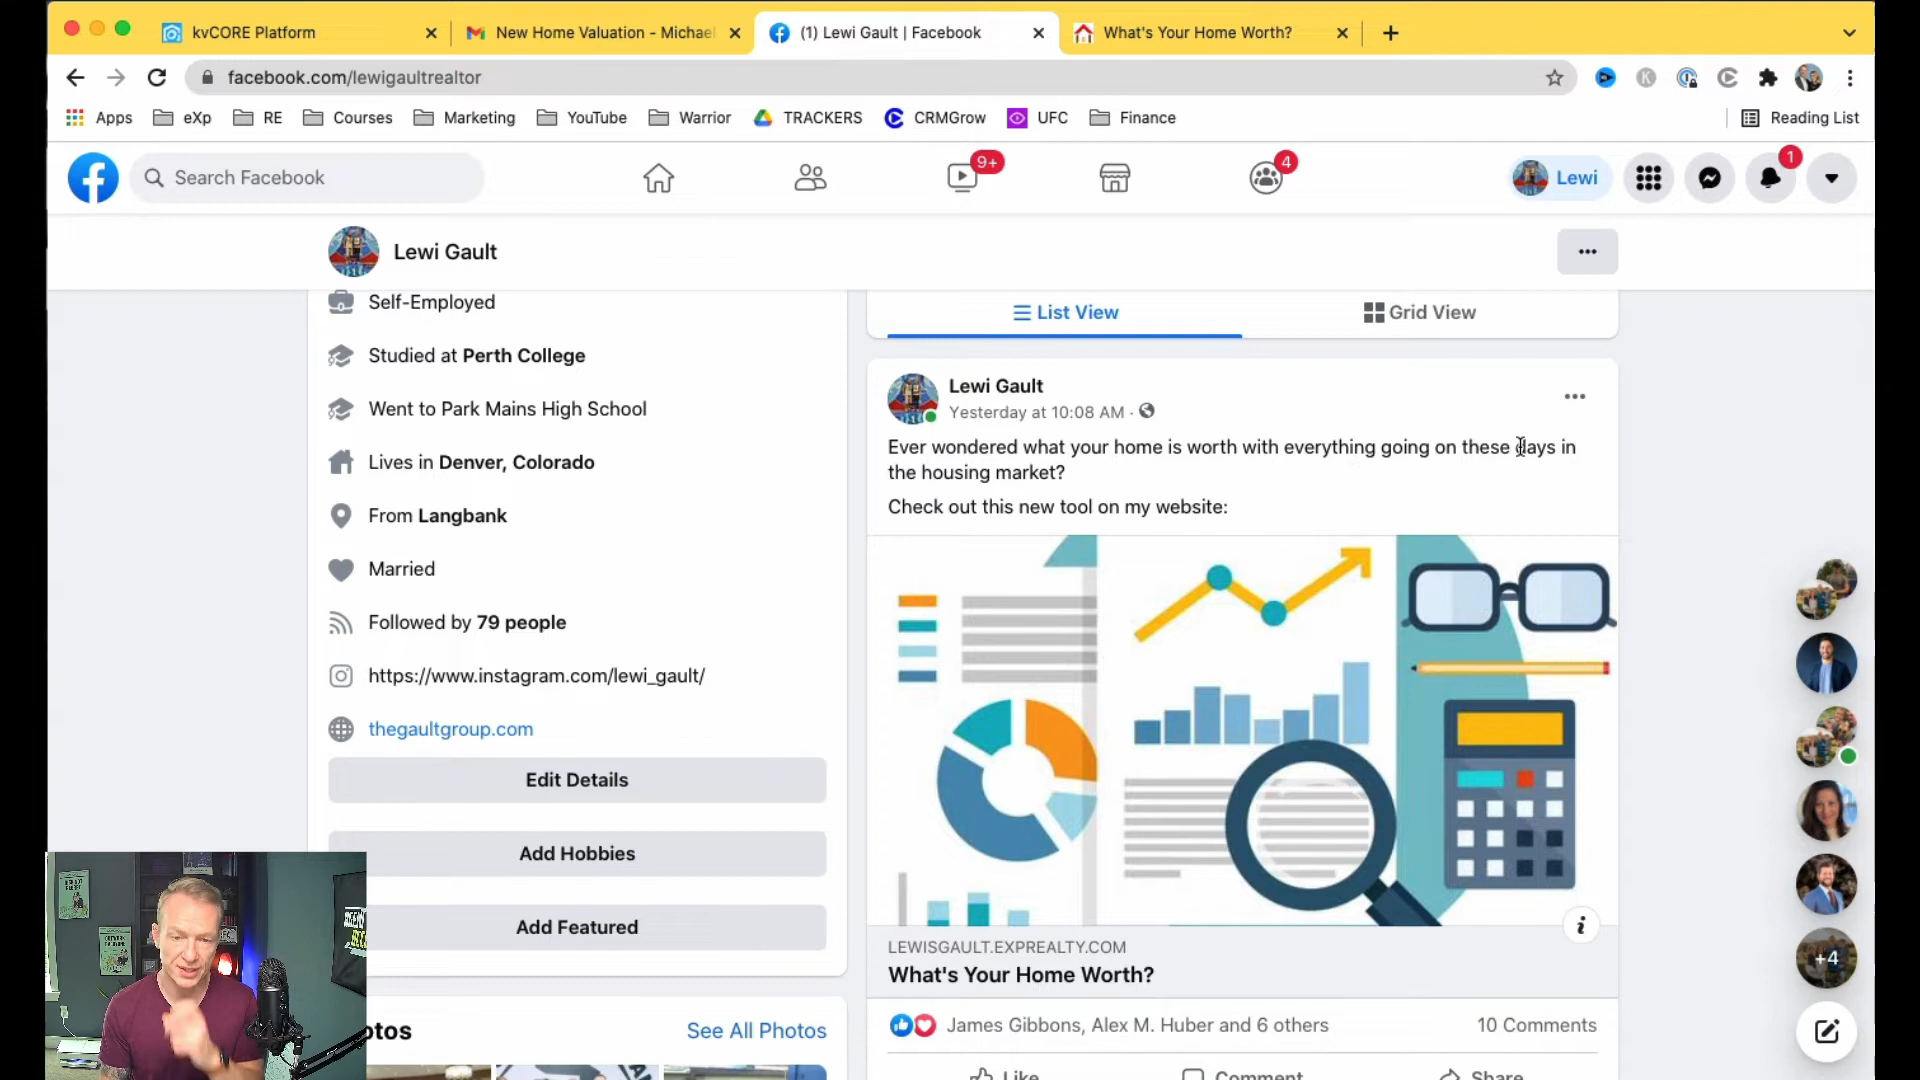 kvCORE Platform
New Home Valuation - Michael
(1) Lewi Gault | Facebook
What's Your Home Worth?
facebook.com/lewigaultrealtor
Apps
eXp
RE
Courses
Marketing
YouTube
Warrior
TRACKERS
CRMGrow
UFC
Finance
Reading List
Search Facebook
9+
4
Lewi
1
Lewi Gault
Self-Employed
Studied at Perth College
Went to Park Mains High School
Lives in Denver, Colorado
From Langbank
Married
Followed by 79 people
https://www.instagram.com/lewi_gault/
thegaultgroup.com
Edit Details
Add Hobbies
Add Featured
otos
See All Photos
List View
Grid View
Lewi Gault
Yesterday at 10:08 AM ·
Ever wondered what your home is worth with everything going on these days in
the housing market?
Check out this new tool on my website:
LEWISGAULT.EXPREALTY.COM
What's Your Home Worth?
James Gibbons, Alex M. Huber and 6 others
10 Comments
Like
Comment
Share
+4